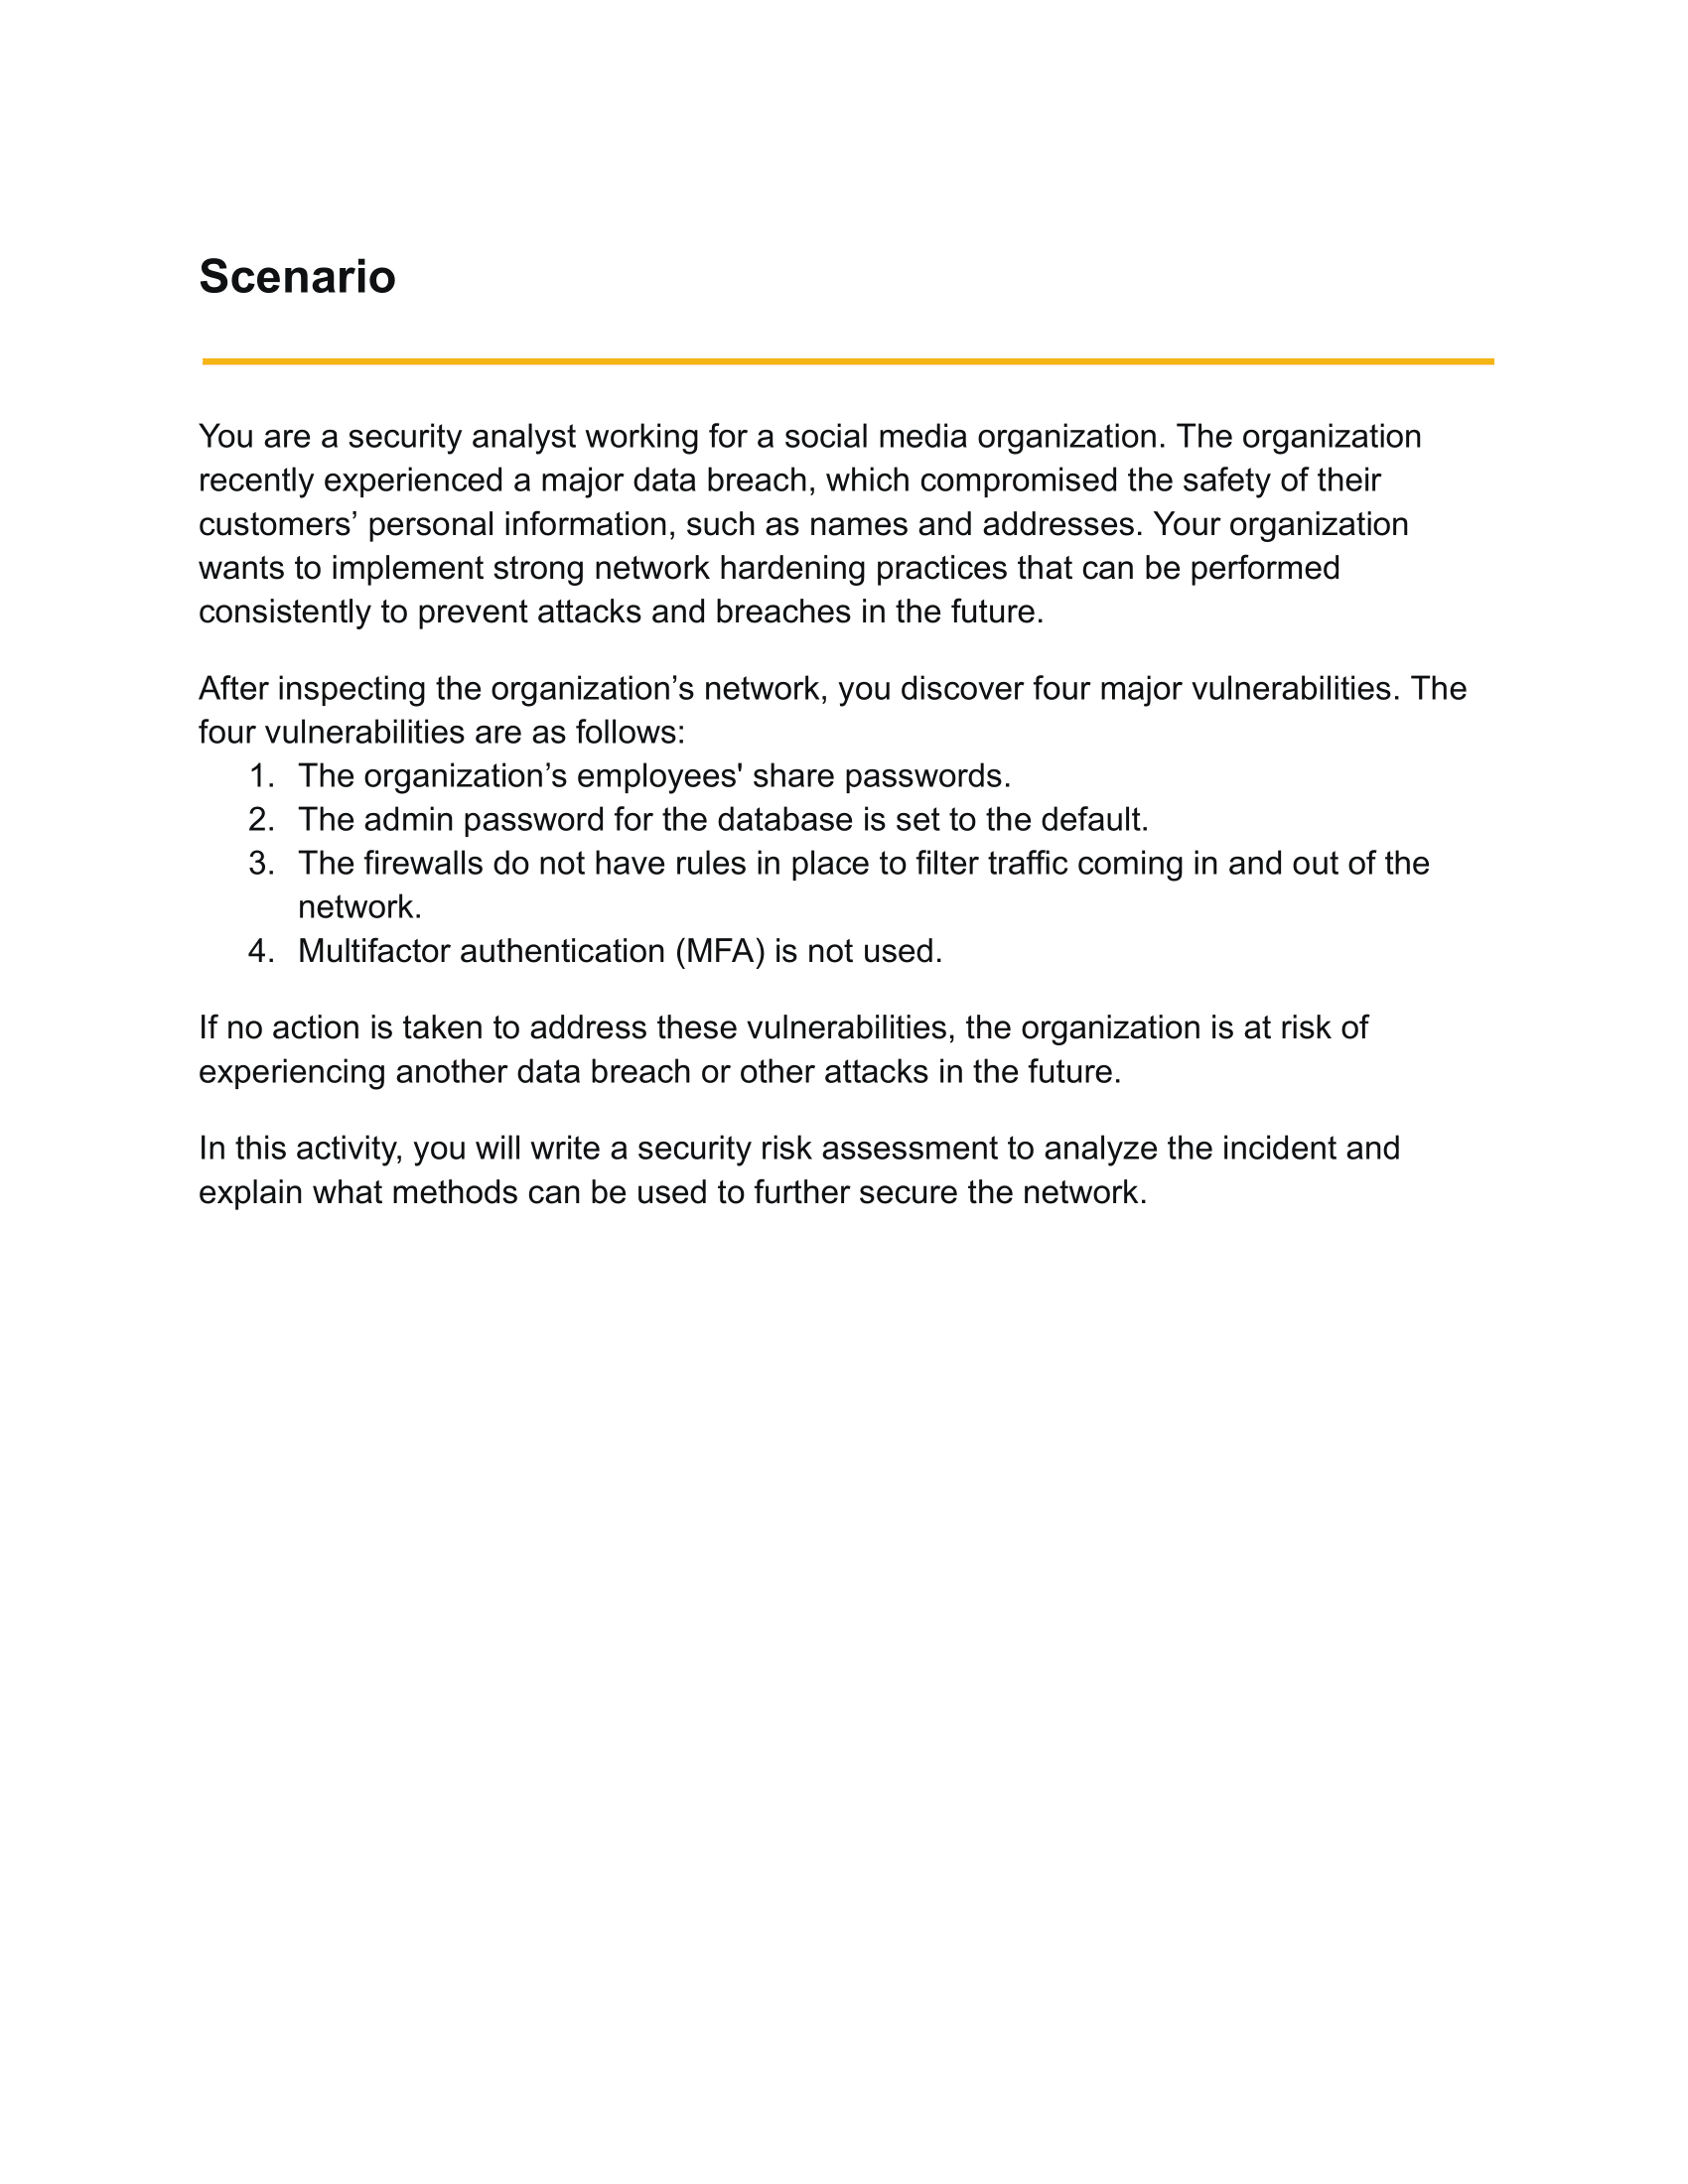 Scenario
You are a security analyst working for a social media organization. The organization
recently experienced a major data breach, which compromised the safety of their
customers’ personal information, such as names and addresses. Your organization
wants to implement strong network hardening practices that can be performed
consistently to prevent attacks and breaches in the future.
After inspecting the organization’s network, you discover four major vulnerabilities. The
four vulnerabilities are as follows:
1. The organization’s employees' share passwords.
2. The admin password for the database is set to the default.
3. The firewalls do not have rules in place to filter traffic coming in and out of the
network.
4. Multifactor authentication (MFA) is not used.
If no action is taken to address these vulnerabilities, the organization is at risk of
experiencing another data breach or other attacks in the future.
In this activity, you will write a security risk assessment to analyze the incident and
explain what methods can be used to further secure the network.